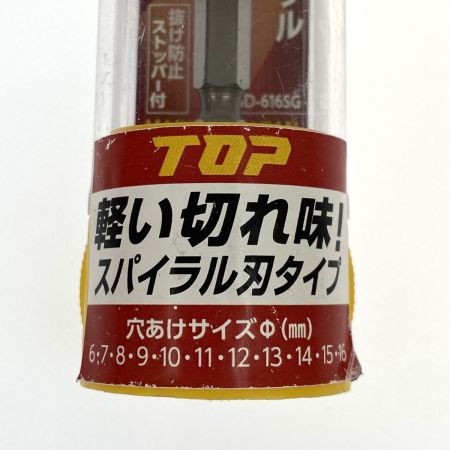 ル
抜け防止
ストッパー付
D-616SG
TOP
軽い切れ味!
スパイラル刃タイプ
穴あけサイズΦ(mm)
6・7・8・9・10・11・12・13・14・15・16